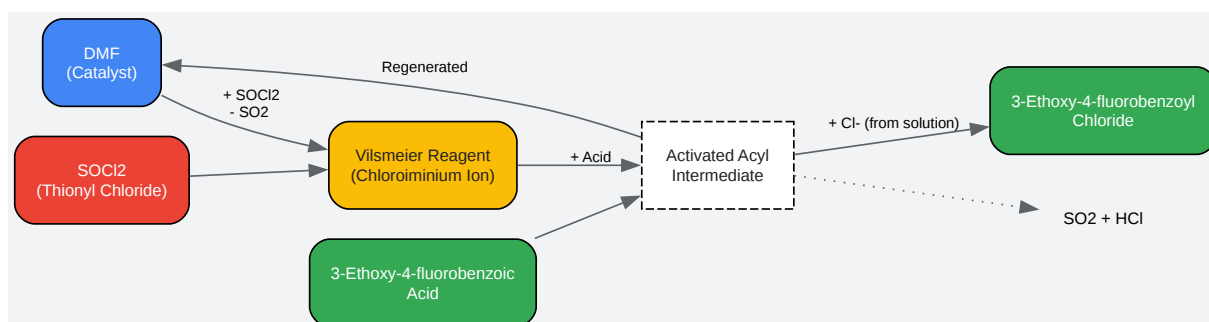 DMF
(Catalyst)
Regenerated
+ SOCl2
- SO2
SOCl2
(Thionyl Chloride)
Vilsmeier Reagent
(Chloroiminium Ion)
+ Acid
Activated Acyl
Intermediate
+ Cl- (from solution)
3-Ethoxy-4-fluorobenzoyl
Chloride
SO2 + HCl
3-Ethoxy-4-fluorobenzoic
Acid